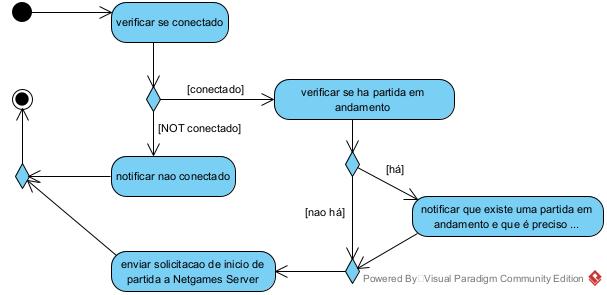 verificar se conectado
[conectado]
verificar se ha partida em
andamento
[NOT conectado]
notificar nao conectado
[há]
[nao há]
notificar que existe uma partida em
andamento e que é preciso ...
enviar solicitacao de inicio de
partida a Netgames Server
Powered By Visual Paradigm Community Edition